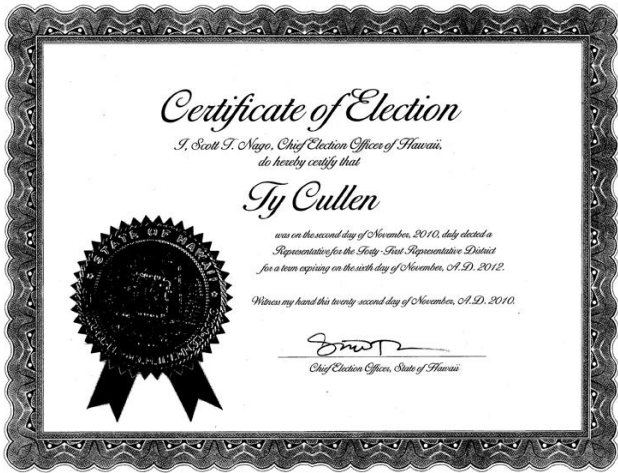 Certificate of Election
I, Scott T. Nago, Chief Election Officer of Hawaii,
do hereby certify that
Ty Cullen
was on the second day of November, 2010, duly elected a
Representative for the Forty-First Representative District
for a term expiring on the sixth day of November, A.D. 2012.
Witness my hand this twenty second day of November, A.D. 2010.
Chief Election Officer, State of Hawaii
STATE OF HAWAII